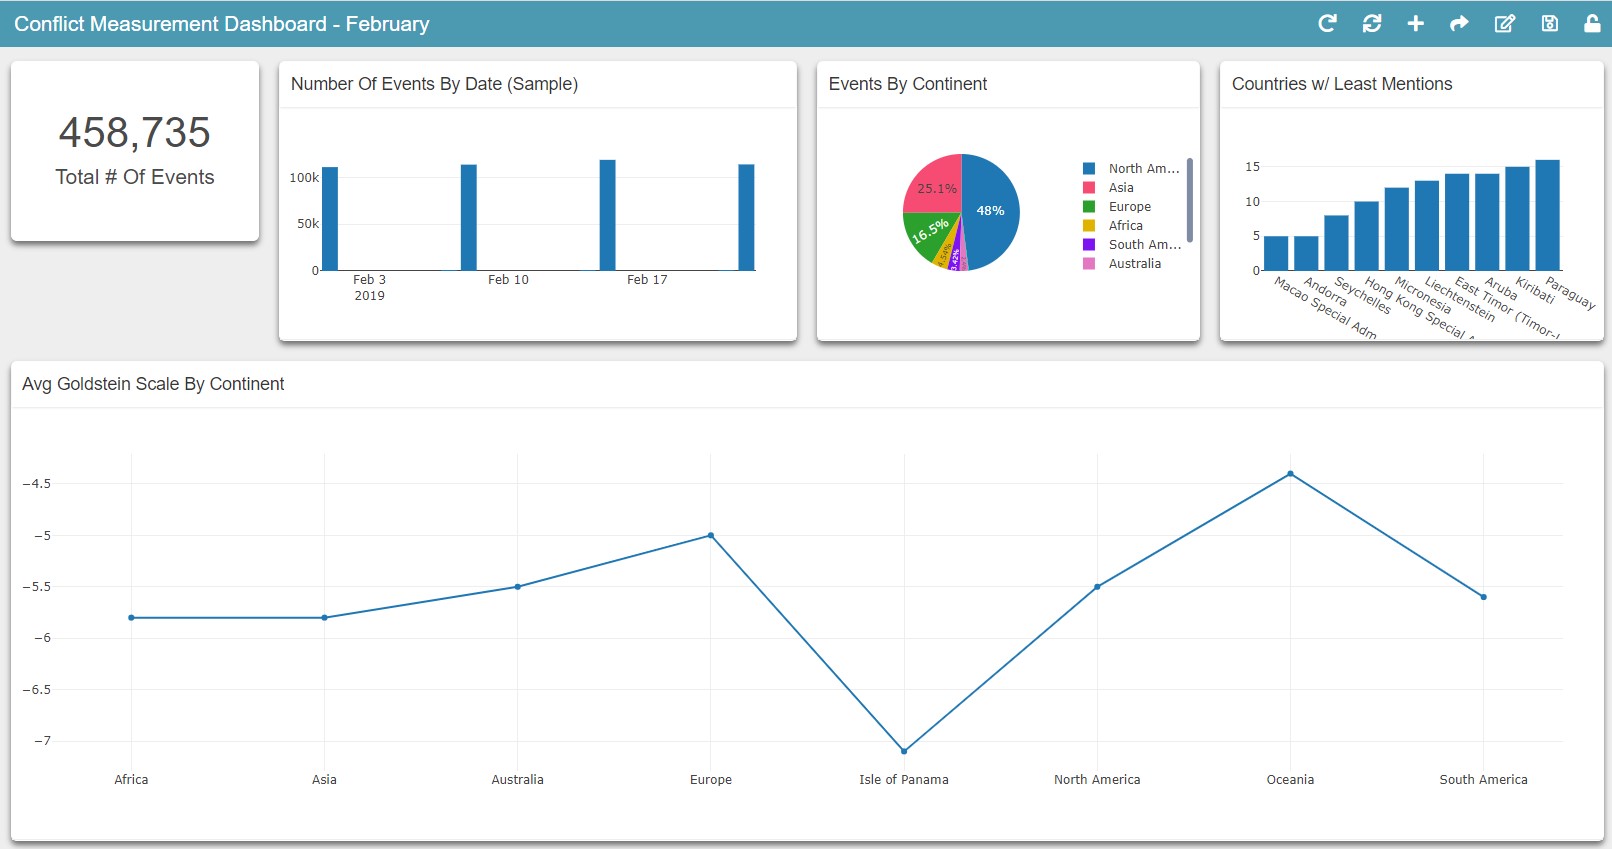 Conflict Measurement Dashboard - February
458,735
Total # Of Events
Number Of Events By Date (Sample)
100k
50k
0
Feb 3
2019
Feb 10
Feb 17
Events By Continent
48%
25.1%
16.5%
4.54%
3.42%
North Am...
Asia
Europe
Africa
South Am...
Australia
Countries w/ Least Mentions
15
10
5
0
Macao Special Adm
Andorra
Seychelles
Hong Kong Special A
Micronesia
Liechtenstein
East Timor (Timor-L
Aruba
Kiribati
Paraguay
Avg Goldstein Scale By Continent
−4.5
−5
−5.5
−6
−6.5
−7
Africa
Asia
Australia
Europe
Isle of Panama
North America
Oceania
South America